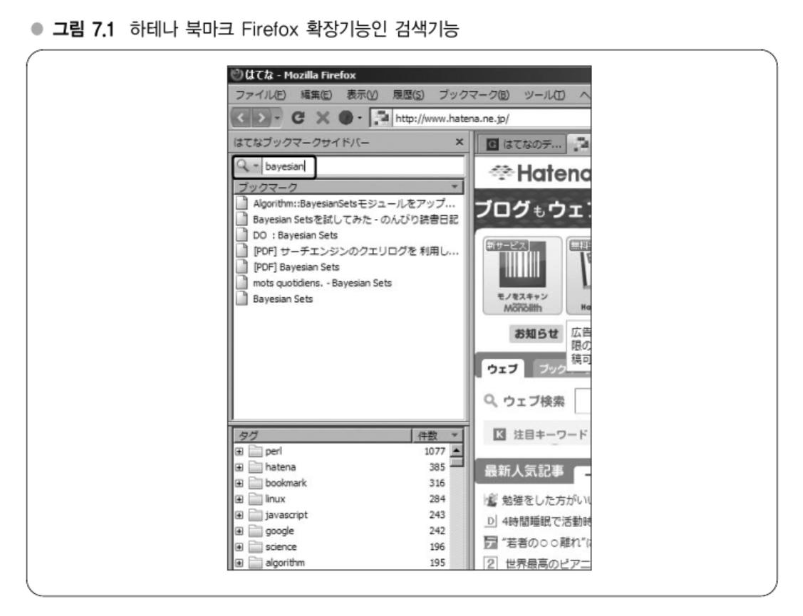 그림 7.1 하테나 북마크 Firefox 확장기능인 검색기능
はてな - Mozilla Firefox
ファイル(F) 編集(E) 表示(V) 履歴(S) ブックマーク(B) ツール(T) ヘ
http://www.hatena.ne.jp/
はてなブックマークサイドバー ×
はてなのデ...
bayesian
ブックマーク
Algorithm::BayesianSetsモジュールをアップ...
Bayesian Setsを試してみた - のんびり読書日記
DO : Bayesian Sets
[PDF] サーチエンジンのクエリログを 利用し...
[PDF] Bayesian Sets
mots quotidiens. - Bayesian Sets
Bayesian Sets
タグ 件数
perl 1077
hatena 385
bookmark 316
linux 284
javascript 243
google 242
science 196
algorithm 195
Hatena
ブログもウェ
新サービス
モノをスキャン
Monolith
お知らせ
広告
限の
稿可
ウェブ ブック
ウェブ検索
K 注目キーワード
最新人気記事
勉強をした方がい
D 4時間睡眠で活動時
デ "若者の○○離れ"は
2 世界最高のピアニ